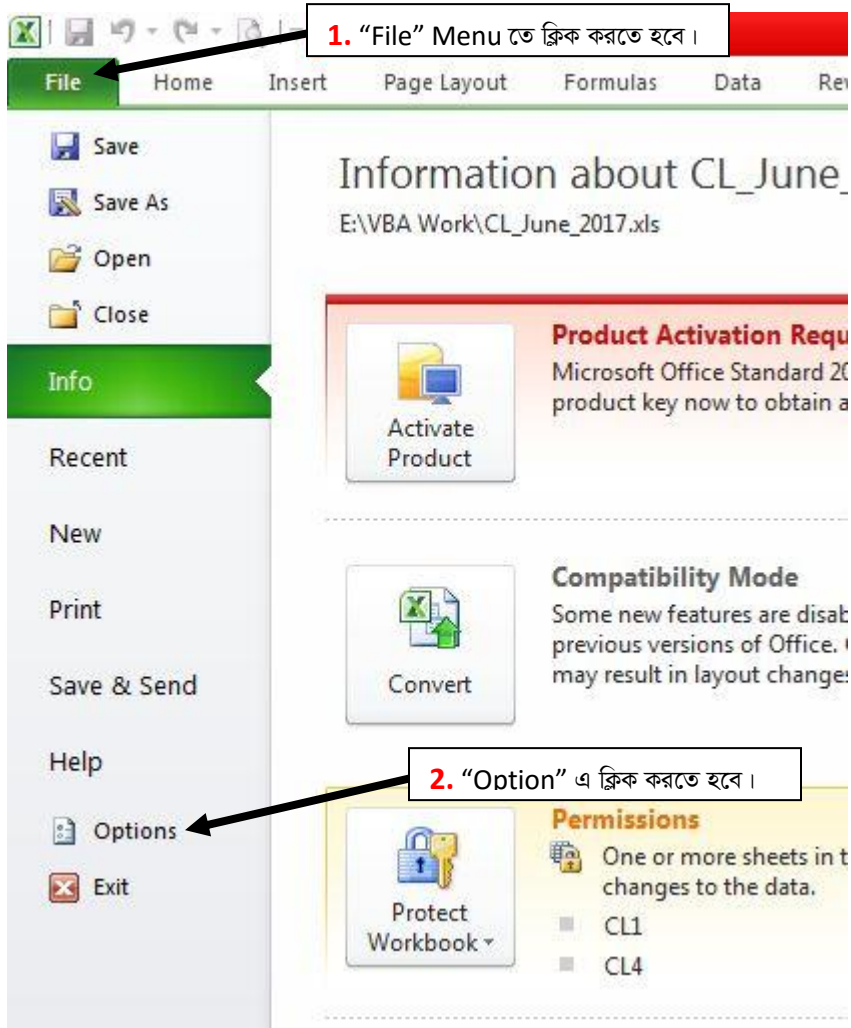 1. “File” Menu তে ক্লিক করতে হবে।
File Home Insert Page Layout Formulas Data Rev
Save
Save As
Open
Close
Info
Recent
New
Print
Save & Send
Help
Options
Exit
Information about CL_June_
E:\VBA Work\CL_June_2017.xls
Activate
Product
Product Activation Requ
Microsoft Office Standard 20
product key now to obtain a
Convert
Compatibility Mode
Some new features are disab
previous versions of Office.
may result in layout changes
2. “Option” এ ক্লিক করতে হবে।
Protect
Workbook
Permissions
One or more sheets in t
changes to the data.
CL1
CL4